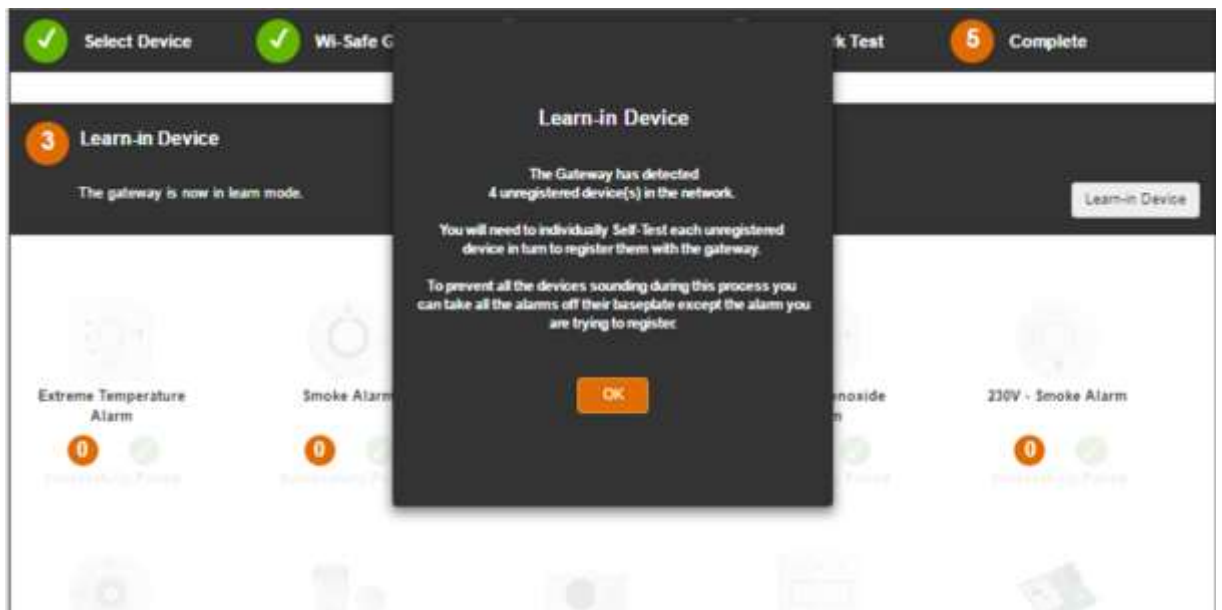 Select Device
Wi-Safe G
k Test
5
Complete
3
Learn-in Device
The gateway is now in learn mode.
Learn-in Device
Learn-in Device
The Gateway has detected
4 unregistered device(s) in the network.
You will need to individually Self-Test each unregistered
device in turn to register them with the gateway.
To prevent all the devices sounding during this process you
can take all the alarms off their baseplate except the alarm you
are trying to register.
OK
Extreme Temperature
Alarm
Smoke Alarm
noxide
230V - Smoke Alarm
0
0
0